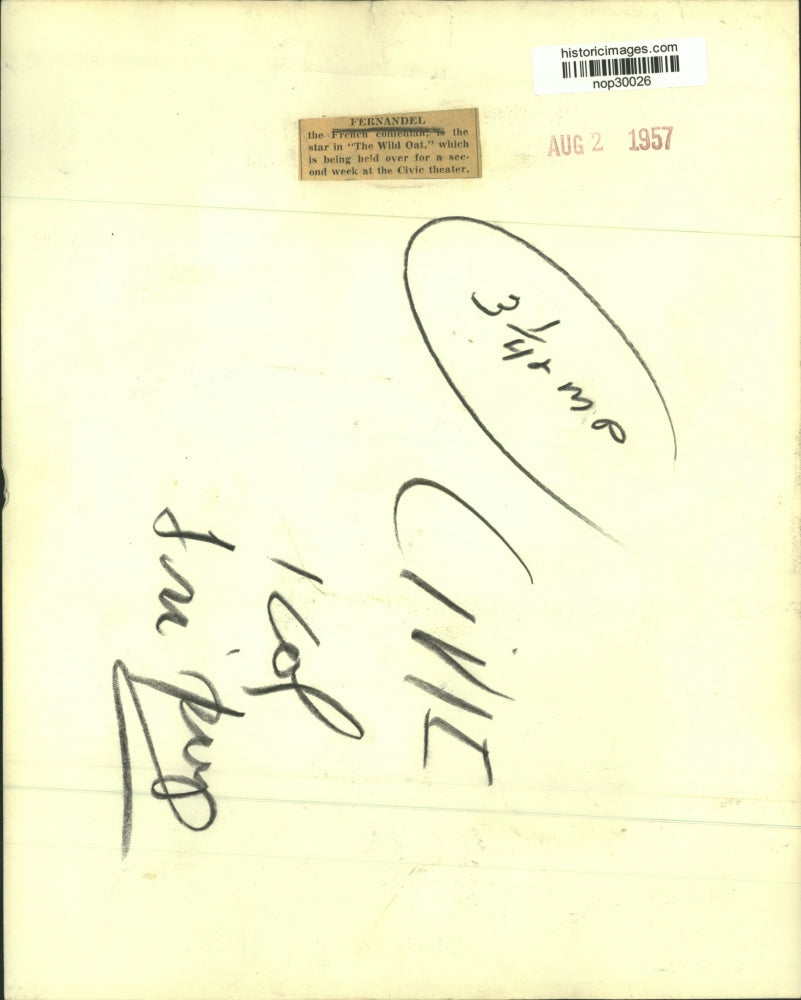 historicimages.com
nop30026
AUG 2 1957
FERNANDEL
the French comedian, is the
star in "The Wild Oat," which
is being held over for a sec-
ond week at the Civic theater.
3 1/4
CIVIC
1 Col